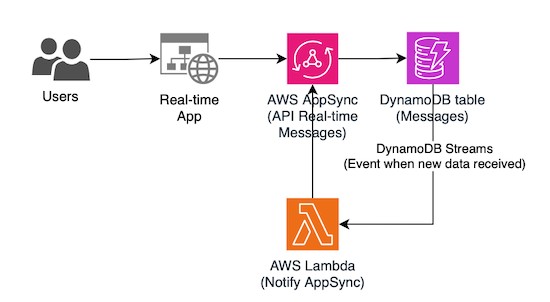 Users
Real-time
App
AWS AppSync
(API Real-time
Messages)
DynamoDB table
(Messages)
DynamoDB Streams
(Event when new data received)
AWS Lambda
(Notify AppSync)